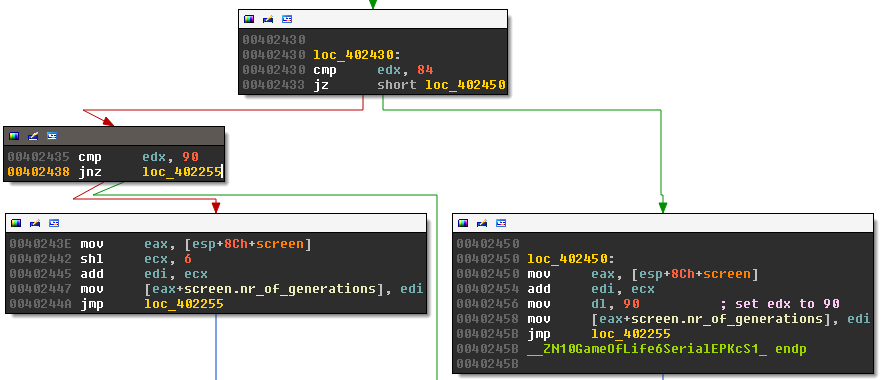 00402430
00402430 loc_402430:
00402430 cmp edx, 84
00402433 jz short loc_402450
00402435 cmp edx, 90
00402438 jnz loc_402255
0040243E mov eax, [esp+8Ch+screen]
00402442 shl ecx, 6
00402445 add edi, ecx
00402447 mov [eax+screen.nr_of_generations], edi
0040244A jmp loc_402255
00402450
00402450 loc_402450:
00402450 mov eax, [esp+8Ch+screen]
00402454 add edi, ecx
00402456 mov dl, 90 ; set edx to 90
00402458 mov [eax+screen.nr_of_generations], edi
0040245B jmp loc_402255
0040245B __ZN10GameOfLife6SerialEPKcS1_ endp
0040245B